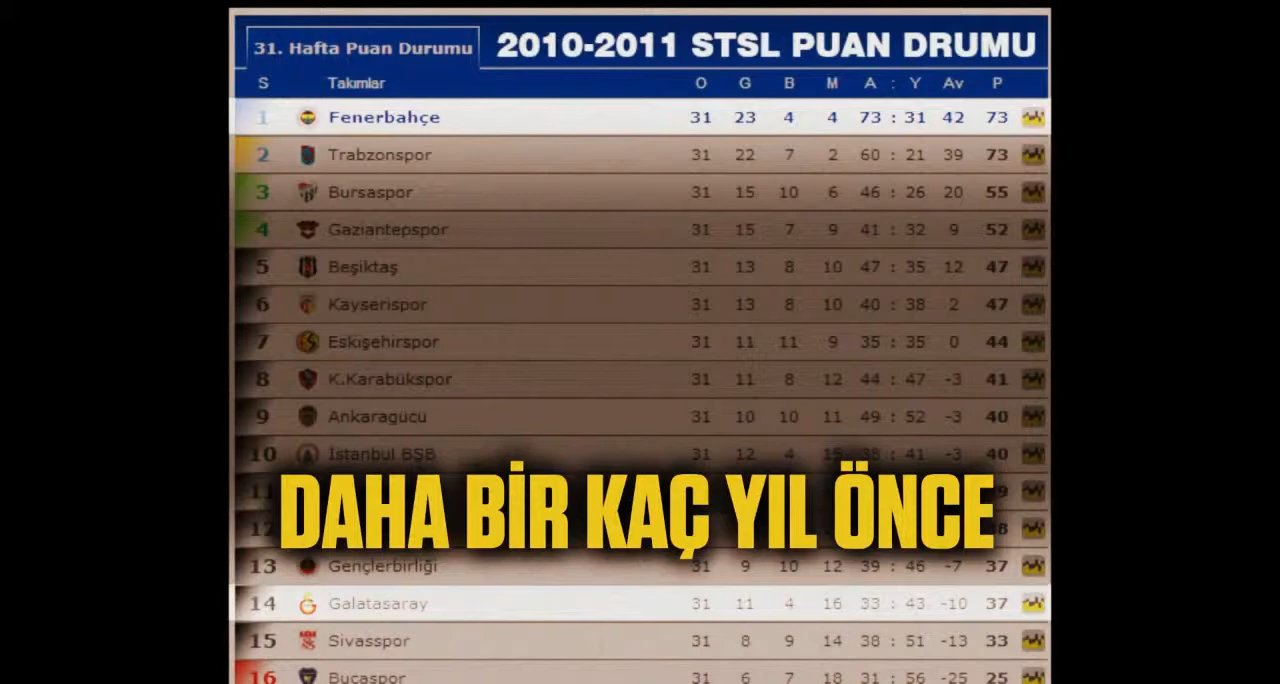 31. Hafta Puan Durumu 2010-2011 STSL PUAN DRUMU
S Takımlar O G B M A : Y Av P
1 Fenerbahçe 31 23 4 4 73 : 31 42 73
2 Trabzonspor 31 22 7 2 60 : 21 39 73
3 Bursaspor 31 15 10 6 46 : 26 20 55
4 Gaziantepspor 31 15 7 9 41 : 32 9 52
5 Beşiktaş 31 13 8 10 47 : 35 12 47
6 Kayserispor 31 13 8 10 40 : 38 2 47
7 Eskişehirspor 31 11 11 9 35 : 35 0 44
8 K.Karabükspor 31 11 8 12 44 : 47 -3 41
9 Ankaragücü 31 10 10 11 49 : 52 -3 40
10 İstanbul BŞB 31 12 4 15 38 : 41 -3 40
11
DAHA BİR KAÇ YIL ÖNCE
12
13 Gençlerbirliği 31 9 10 12 39 : 46 -7 37
14 Galatasaray 31 11 4 16 33 : 43 -10 37
15 Sivasspor 31 8 9 14 38 : 51 -13 33
16 Bucaspor 31 6 7 18 31 : 56 -25 25